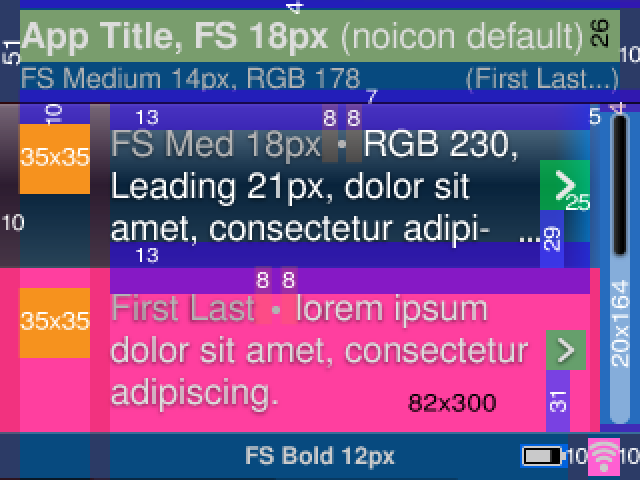 4
App Title, FS 18px (noicon default) 26
51
FS Medium 14px, RGB 178 (First Last...) 10
7
10 13 8 8 5 4
35x35 FS Med 18px • RGB 230,
Leading 21px, dolor sit
25
10 amet, consectetur adipi- ... 29
13
8 8
35x35 First Last • lorem ipsum
dolor sit amet, consectetur
adipiscing. 82x300 31
20x164
FS Bold 12px 10 10